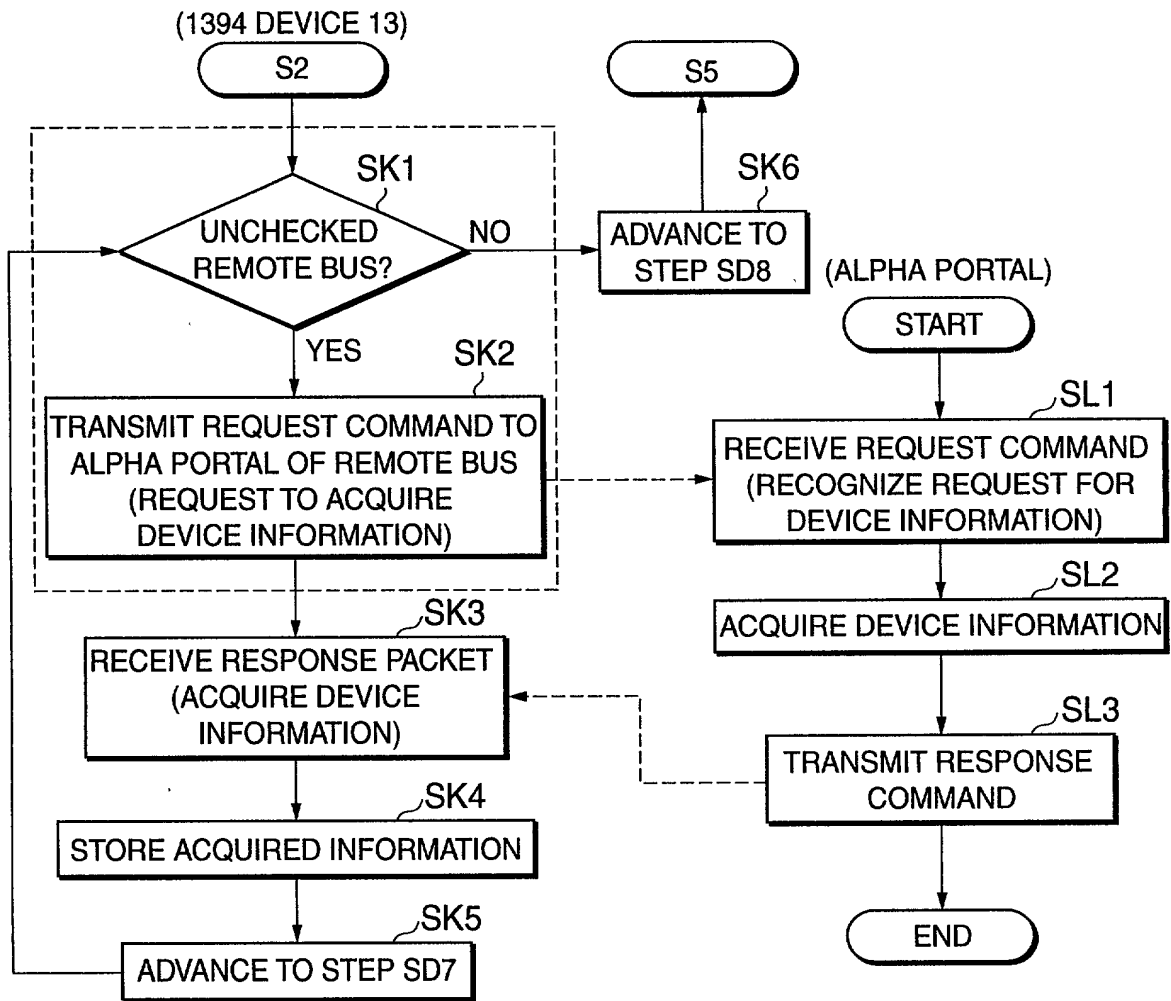 (1394 DEVICE 13)
S2
SK1
UNCHECKED
REMOTE BUS?
NO
YES
SK2
TRANSMIT REQUEST COMMAND TO
ALPHA PORTAL OF REMOTE BUS
(REQUEST TO ACQUIRE
DEVICE INFORMATION)
SK3
RECEIVE RESPONSE PACKET
(ACQUIRE DEVICE
INFORMATION)
SK4
STORE ACQUIRED INFORMATION
SK5
ADVANCE TO STEP SD7
S5
SK6
ADVANCE TO
STEP SD8
(ALPHA PORTAL)
START
SL1
RECEIVE REQUEST COMMAND
(RECOGNIZE REQUEST FOR
DEVICE INFORMATION)
SL2
ACQUIRE DEVICE INFORMATION
SL3
TRANSMIT RESPONSE
COMMAND
END